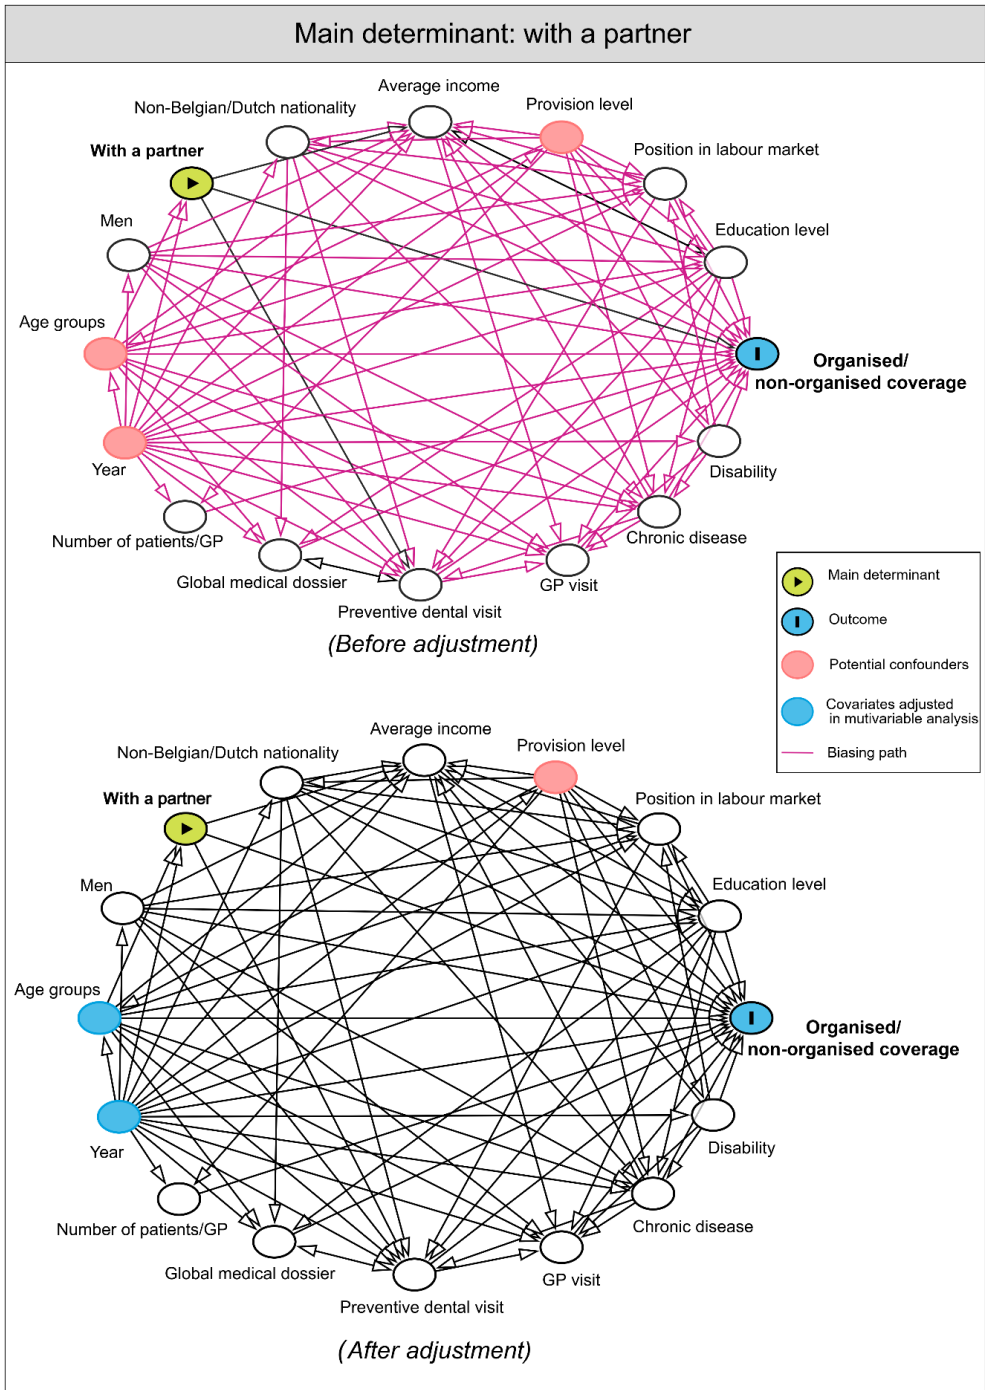 Main determinant: with a partner
Average income
Provision level
Non-Belgian/Dutch nationality
With a partner
Position in labour market
Men
Education level
Age groups
Organised/
non-organised coverage
Year
Disability
Number of patients/GP
Chronic disease
Global medical dossier
GP visit
Preventive dental visit
(Before adjustment)
Main determinant
Outcome
Potential confounders
Covariates adjusted
in mutivariable analysis
Biasing path
Average income
Provision level
Non-Belgian/Dutch nationality
With a partner
Position in labour market
Men
Education level
Age groups
Organised/
non-organised coverage
Year
Disability
Number of patients/GP
Chronic disease
Global medical dossier
GP visit
Preventive dental visit
(After adjustment)